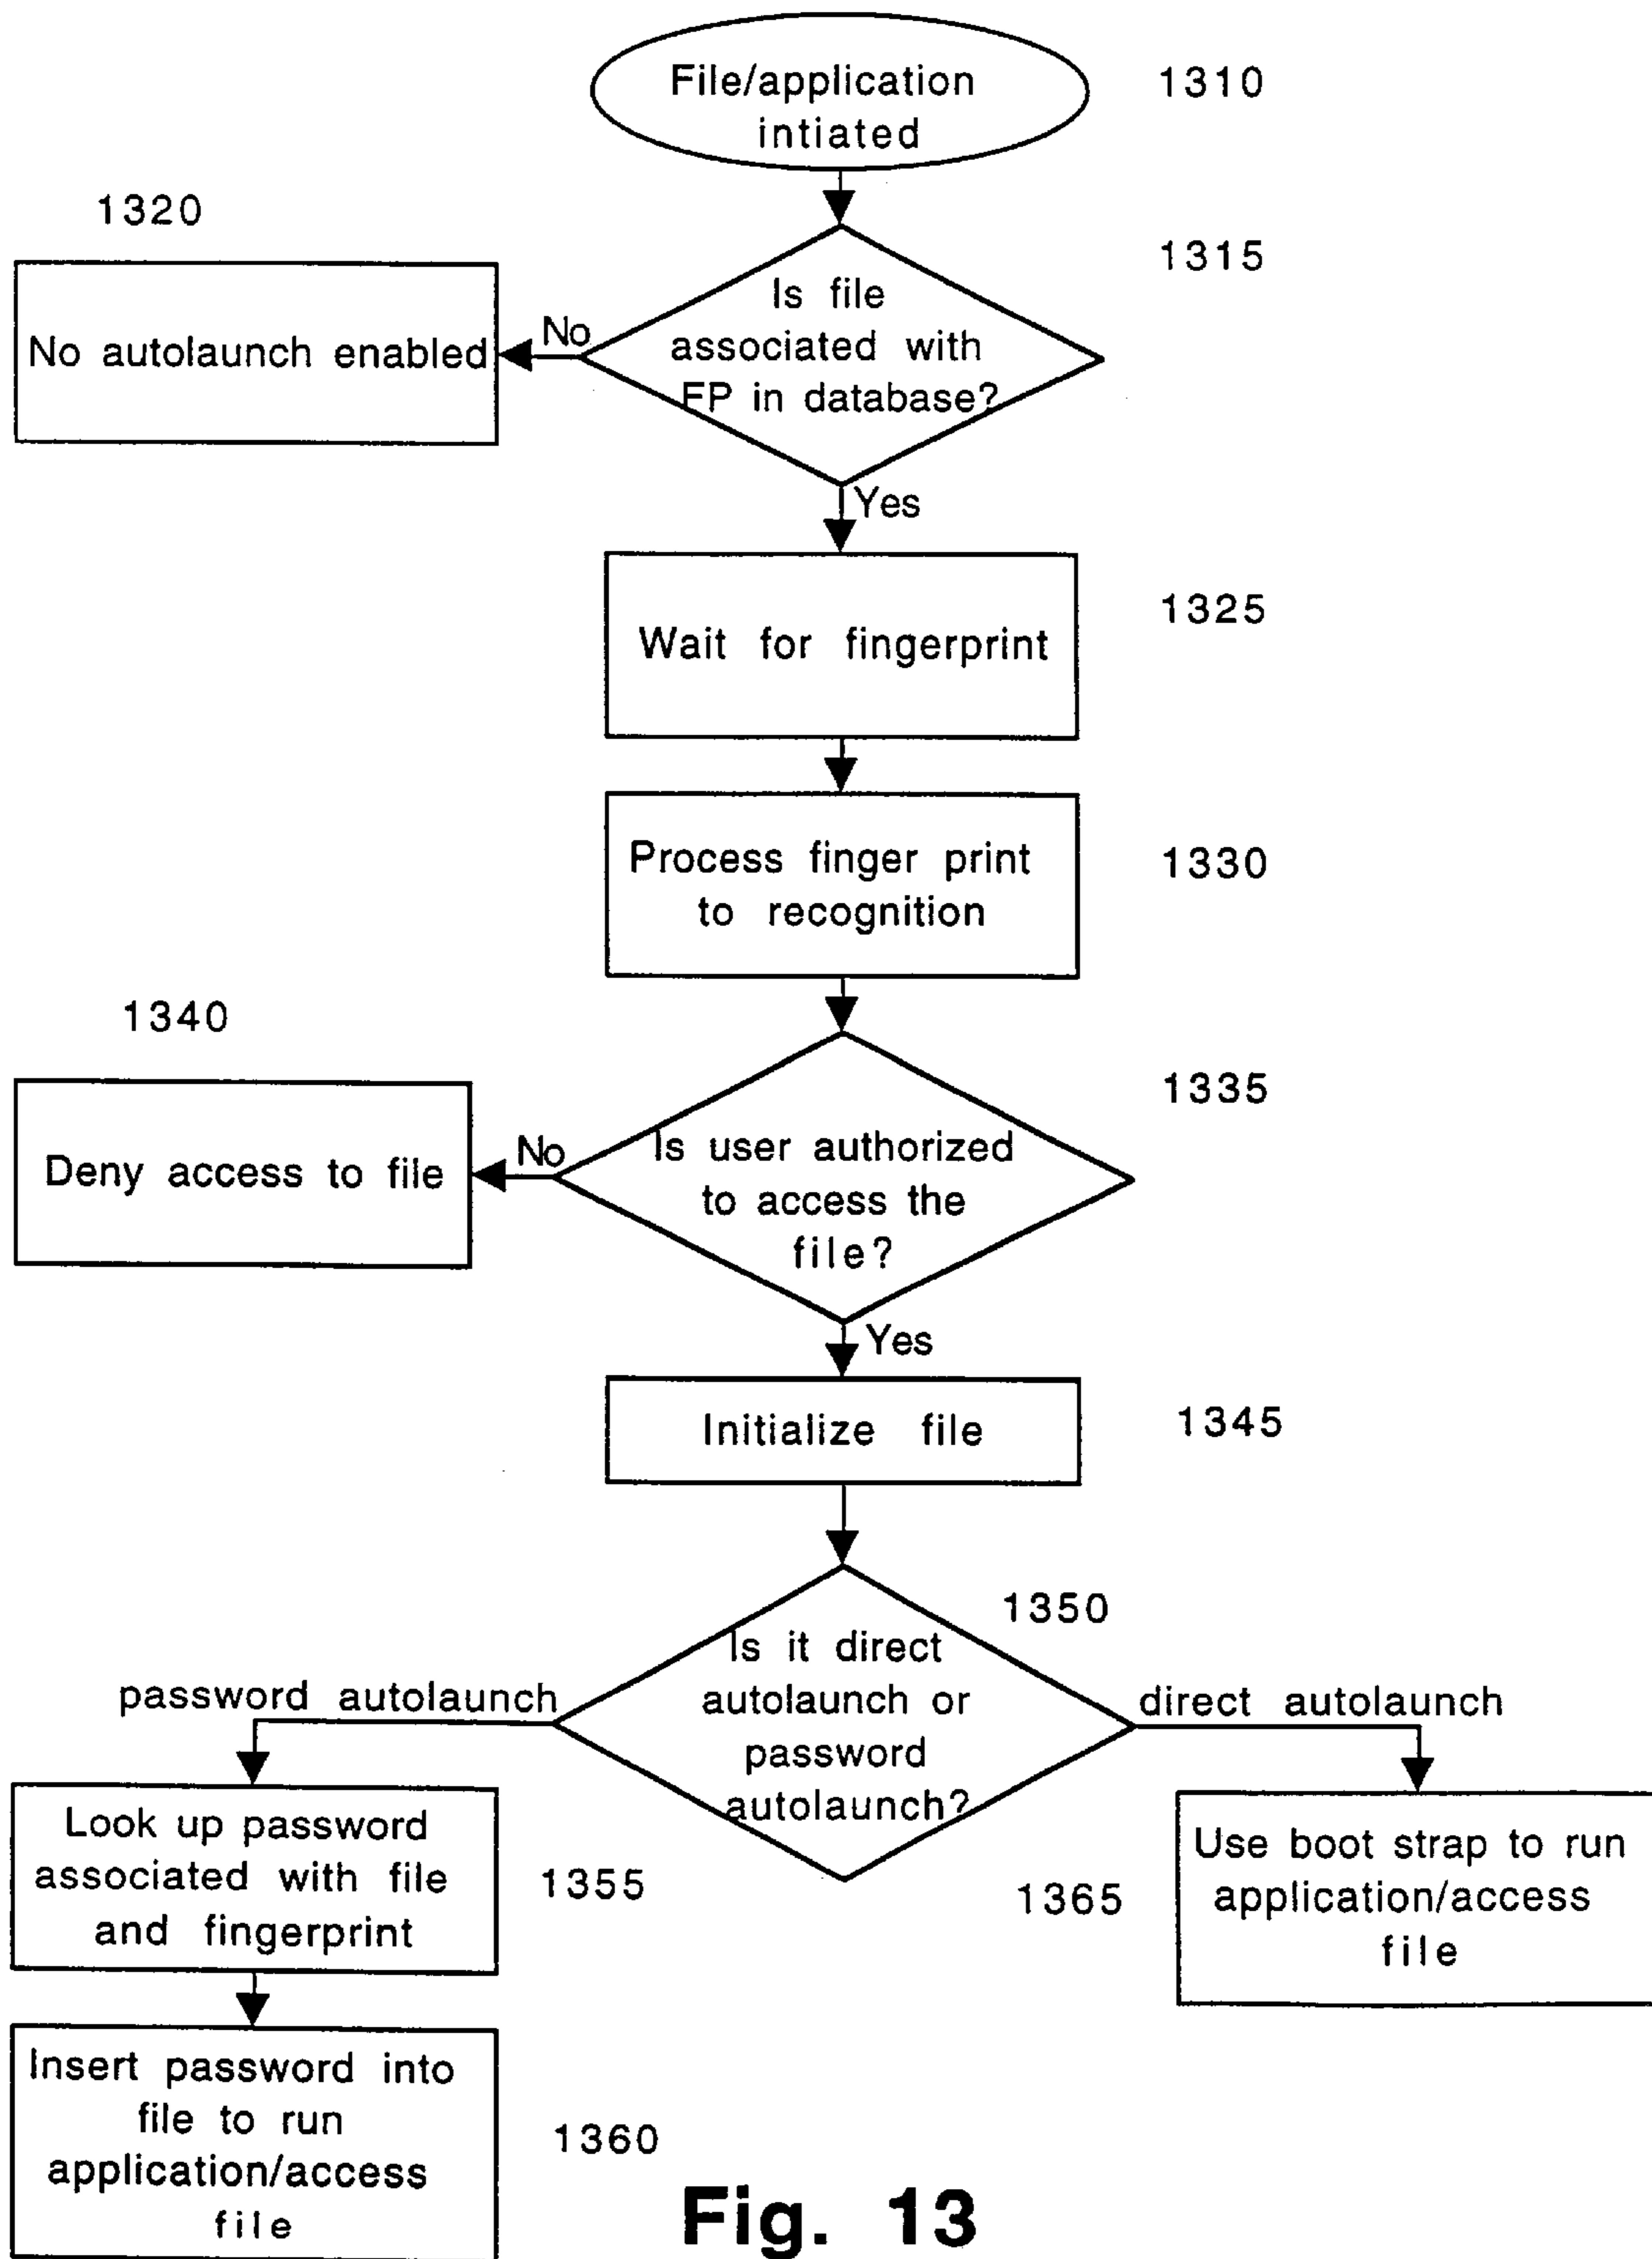 File/application
intiated
1310
1320
1315
Is file
associated with
FP in database?
No
No autolaunch enabled
Yes
Wait for fingerprint
1325
Process finger print
to recognition
1330
1340
1335
Is user authorized
to access the
file?
No
Deny access to file
Yes
Initialize file
1345
1350
Is it direct
autolaunch or
password
autolaunch?
password autolaunch
direct autolaunch
Look up password
associated with file
and fingerprint
1355
1365
Use boot strap to run
application/access
file
Insert password into
file to run
application/access
file
1360
Fig. 13